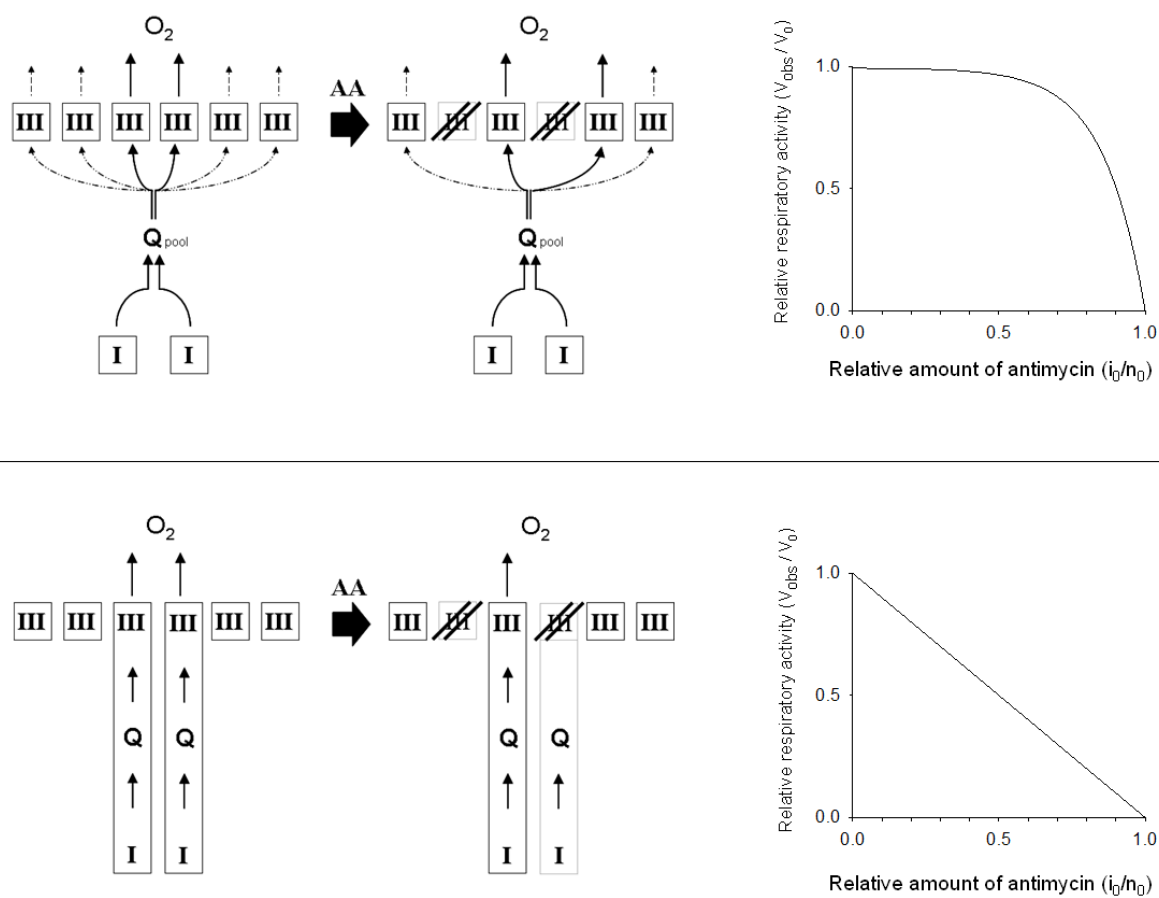 O2 O2
III III III III III III AA III III III III III III
Qpool Qpool
I I I I
Relative respiratory activity (Vobs / V0)
1.0
0.5
0.0
0.0 0.5 1.0
Relative amount of antimycin (i0/n0)
O2 O2
III III III III III III AA III III III III III III
Q Q Q Q
I I I I
Relative respiratory activity (Vobs / V0)
1.0
0.5
0.0
0.0 0.5 1.0
Relative amount of antimycin (i0/n0)